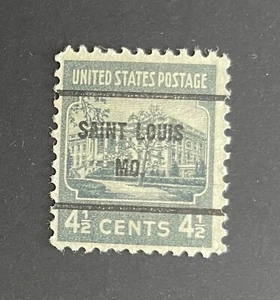 UNITED STATES POSTAGE
SAINT LOUIS
MO.
4½ CENTS 4½